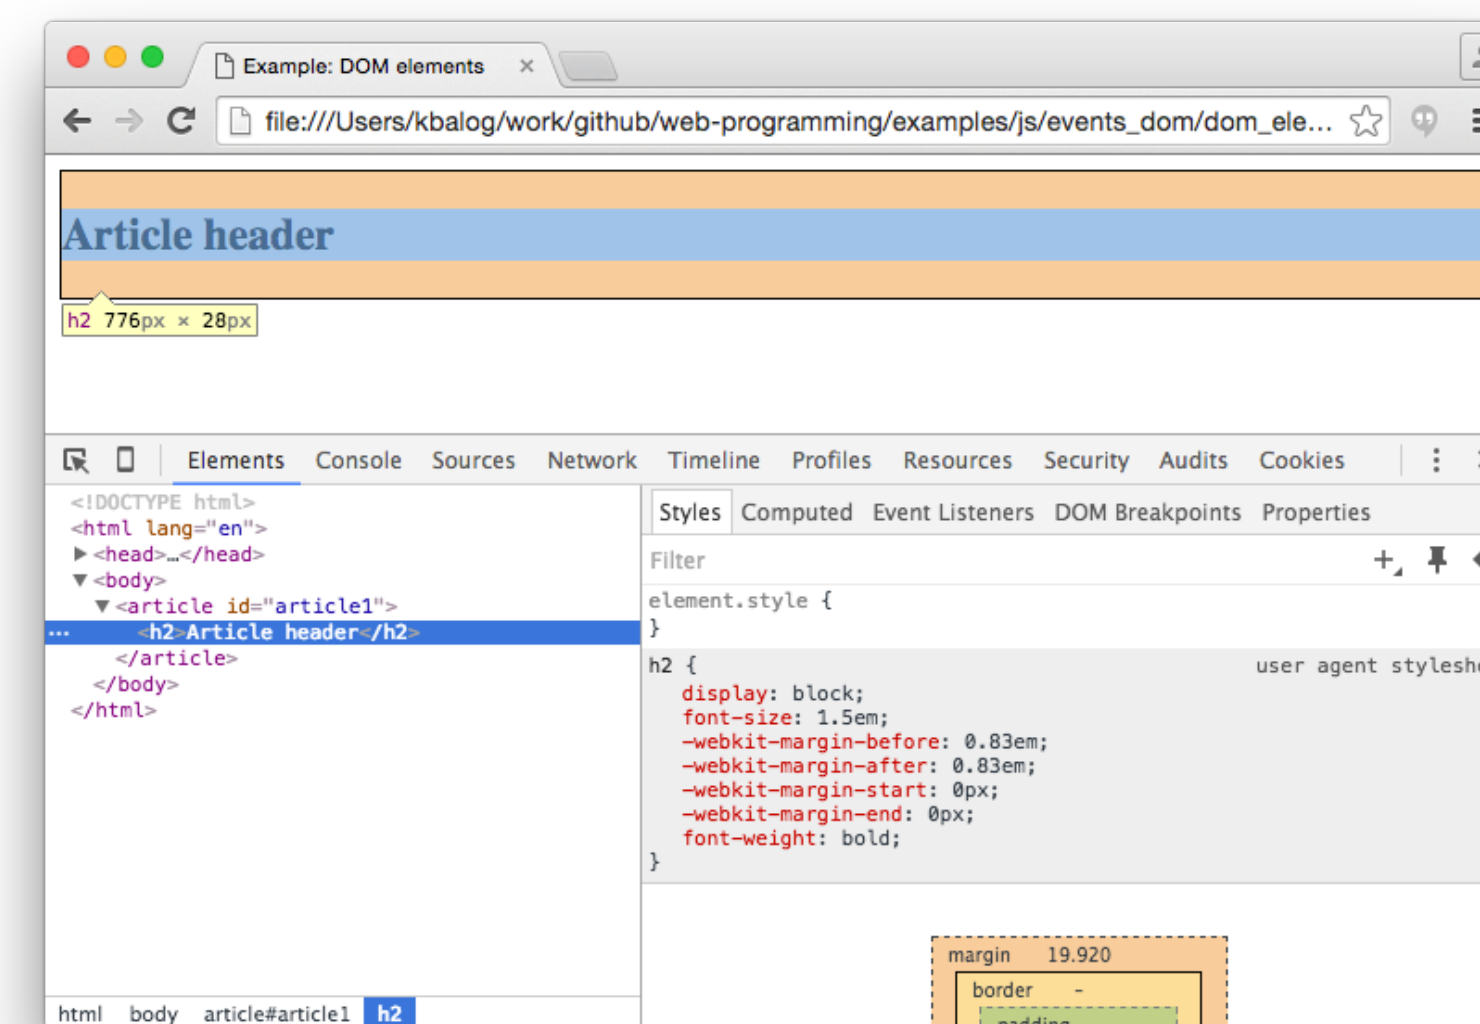 Example: DOM elements ×
file:///Users/kbalog/work/github/web-programming/examples/js/events_dom/dom_ele...
Article header
h2 776px × 28px
Elements Console Sources Network Timeline Profiles Resources Security Audits Cookies
<!DOCTYPE html>
<html lang="en">
<head>…</head>
<body>
<article id="article1">
... <h2>Article header</h2>
</article>
</body>
</html>
html body article#article1 h2
Styles Computed Event Listeners DOM Breakpoints Properties
Filter
element.style {
}
h2 { user agent
display: block;
font-size: 1.5em;
-webkit-margin-before: 0.83em;
-webkit-margin-after: 0.83em;
-webkit-margin-start: 0px;
-webkit-margin-end: 0px;
font-weight: bold;
}
margin 19.920
border -
padding